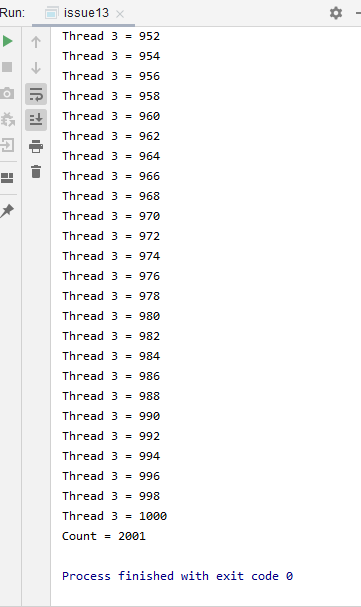 Run: issue13
Thread 3 = 952
Thread 3 = 954
Thread 3 = 956
Thread 3 = 958
Thread 3 = 960
Thread 3 = 962
Thread 3 = 964
Thread 3 = 966
Thread 3 = 968
Thread 3 = 970
Thread 3 = 972
Thread 3 = 974
Thread 3 = 976
Thread 3 = 978
Thread 3 = 980
Thread 3 = 982
Thread 3 = 984
Thread 3 = 986
Thread 3 = 988
Thread 3 = 990
Thread 3 = 992
Thread 3 = 994
Thread 3 = 996
Thread 3 = 998
Thread 3 = 1000
Count = 2001
Process finished with exit code 0